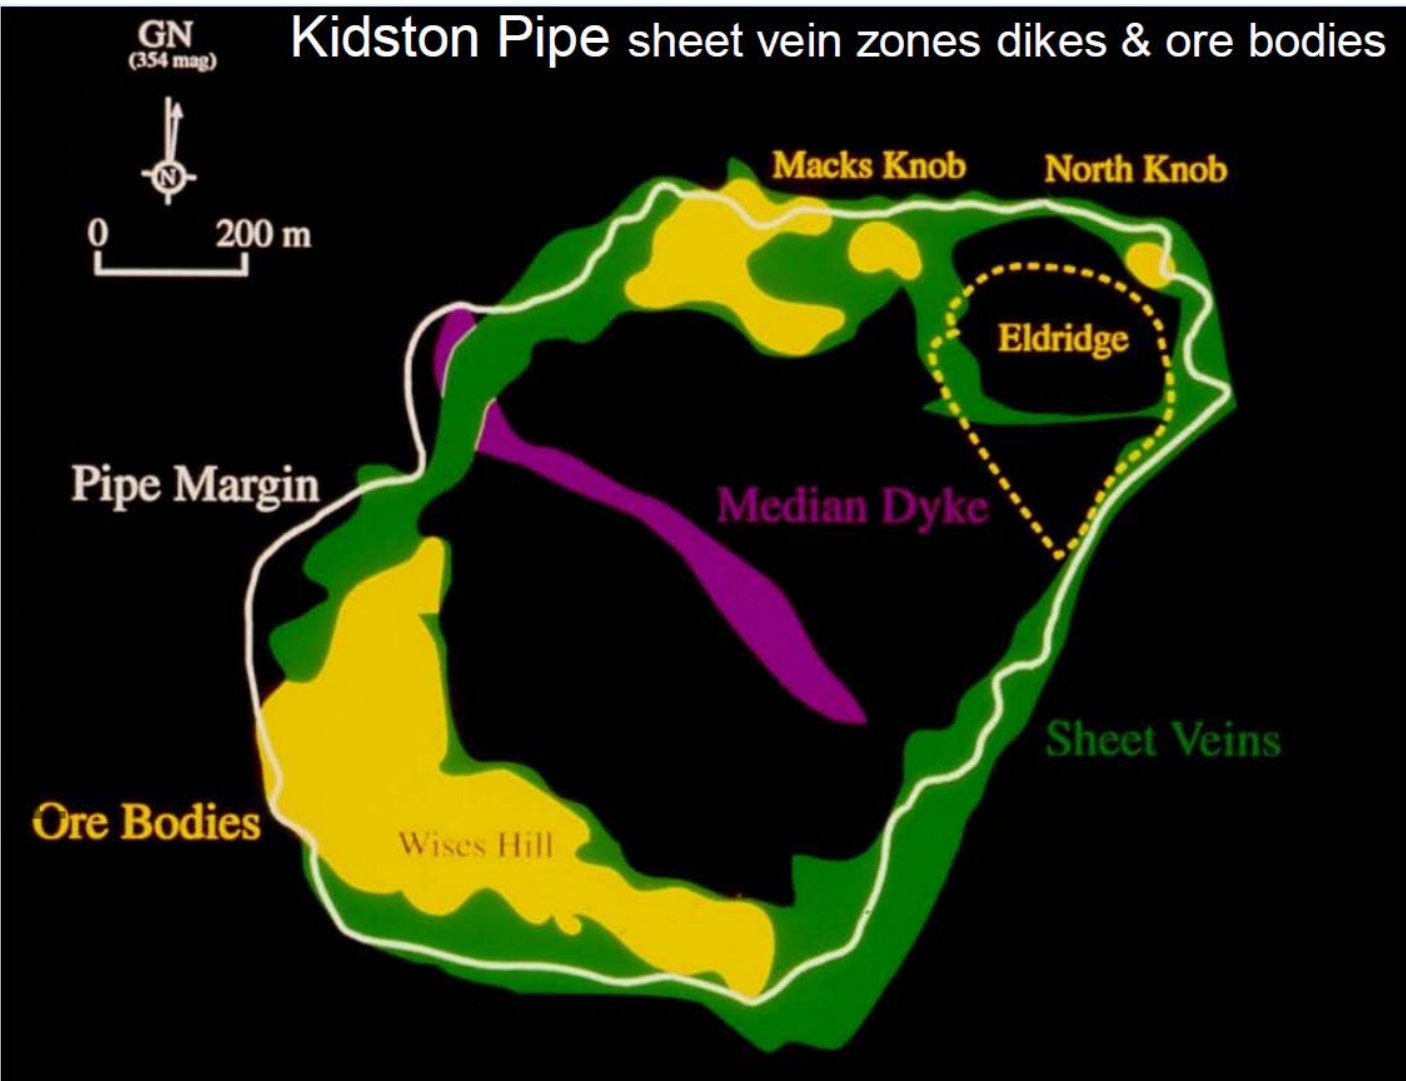 Kidston Pipe sheet vein zones dikes & ore bodies
GN
(354 mag)
N
0 200 m
Macks Knob
North Knob
Eldridge
Pipe Margin
Median Dyke
Sheet Veins
Ore Bodies
Wises Hill